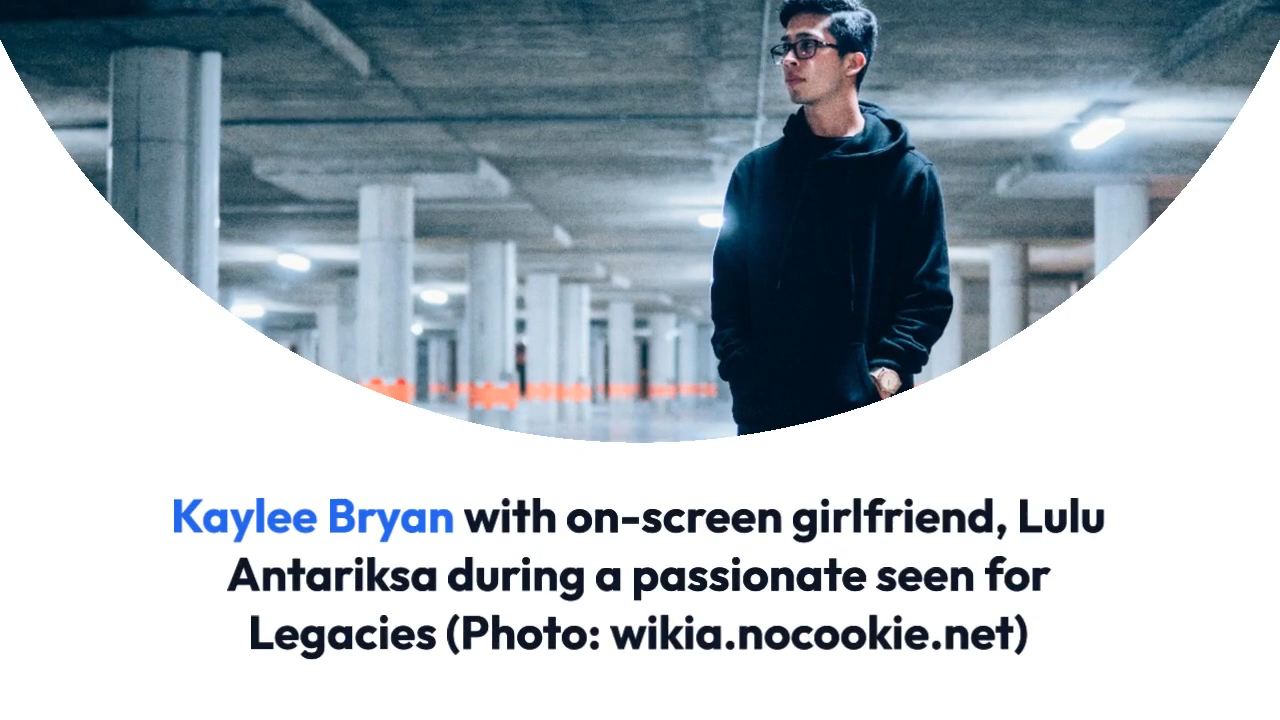 Kaylee Bryan with on-screen girlfriend, Lulu
Antariksa during a passionate seen for
Legacies (Photo: wikia.nocookie.net)